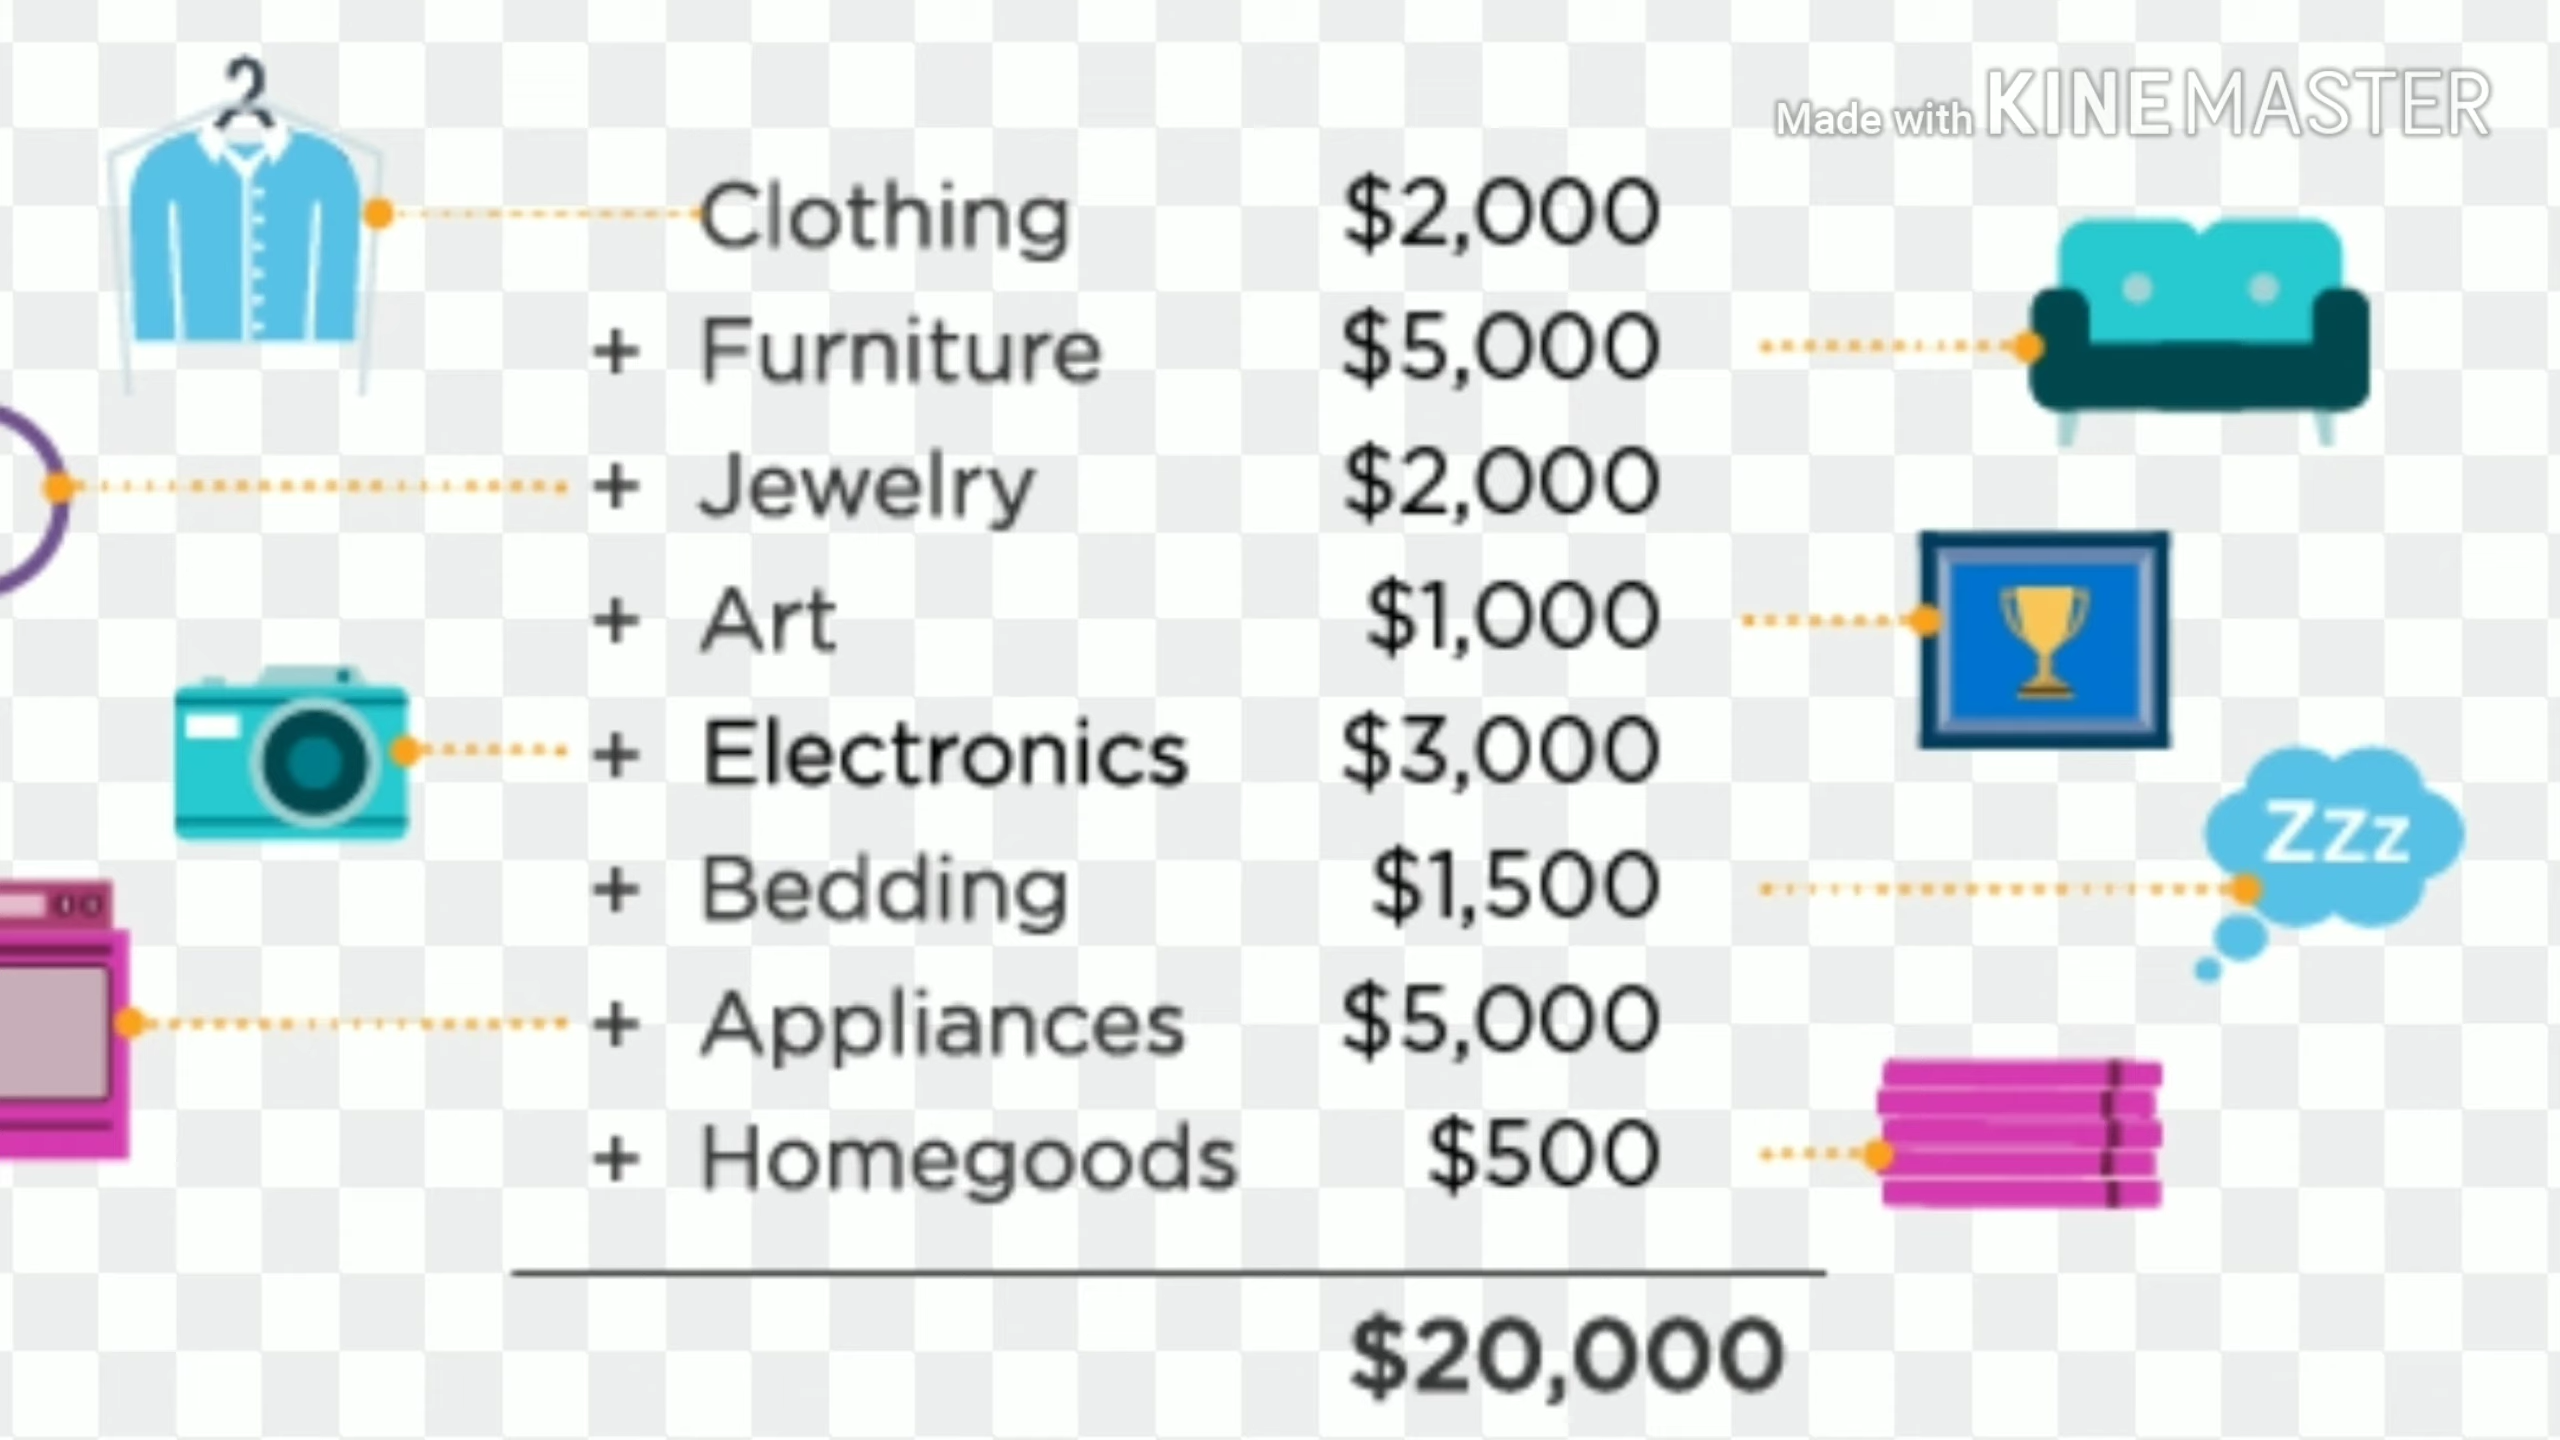 Made with KINEMASTER
Clothing $2,000
+ Furniture $5,000
+ Jewelry $2,000
+ Art $1,000
+ Electronics $3,000
+ Bedding $1,500
+ Appliances $5,000
+ Homegoods $500
$20,000
ZZz